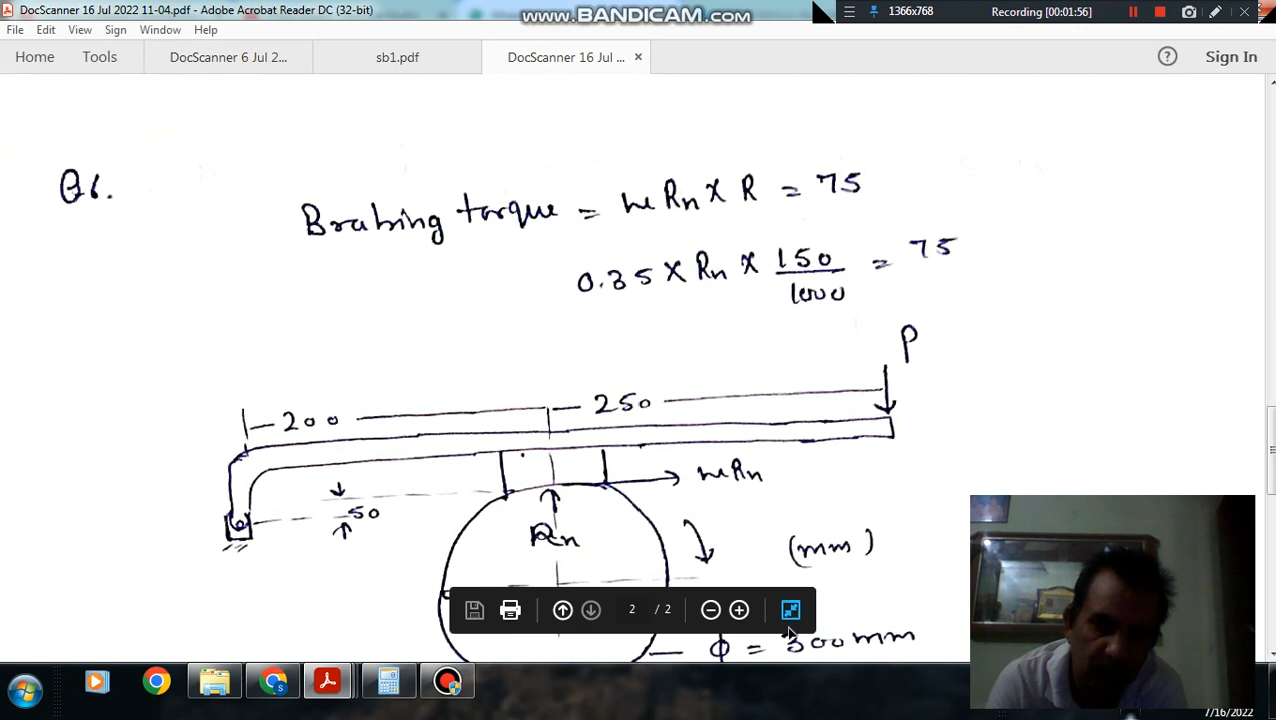 DocScanner 16 Jul 2022 11-04.pdf - Adobe Acrobat Reader DC (32-bit)
www.BANDICAM.com
1366x768
Recording [00:01:56]
File Edit View Sign Window Help
Home Tools DocScanner 6 Jul 2... sb1.pdf DocScanner 16 Jul ... × ? Sign In
Q6.
Braking torque = μRn × R = 75
0.35 × Rn × 150/1000 = 75
P
200 250
μRn
50
Rn
(mm)
2 / 2
ϕ = 300mm
7/16/2022